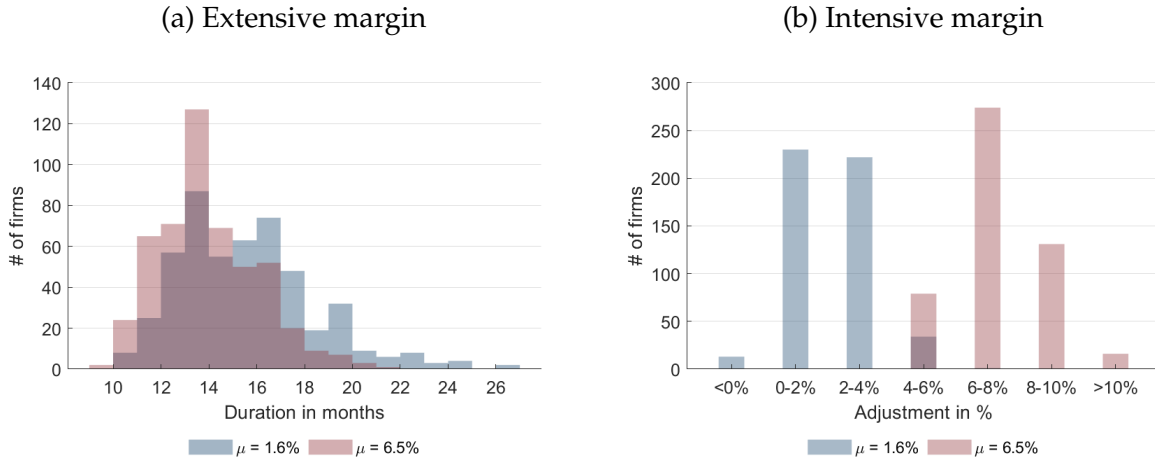 (a) Extensive margin
140
120
100
80
60
40
20
0
# of firms
10 12 14 16 18 20 22 24 26
Duration in months
μ = 1.6% μ = 6.5%
(b) Intensive margin
300
250
200
150
100
50
0
# of firms
<0% 0-2% 2-4% 4-6% 6-8% 8-10% >10%
Adjustment in %
μ = 1.6% μ = 6.5%